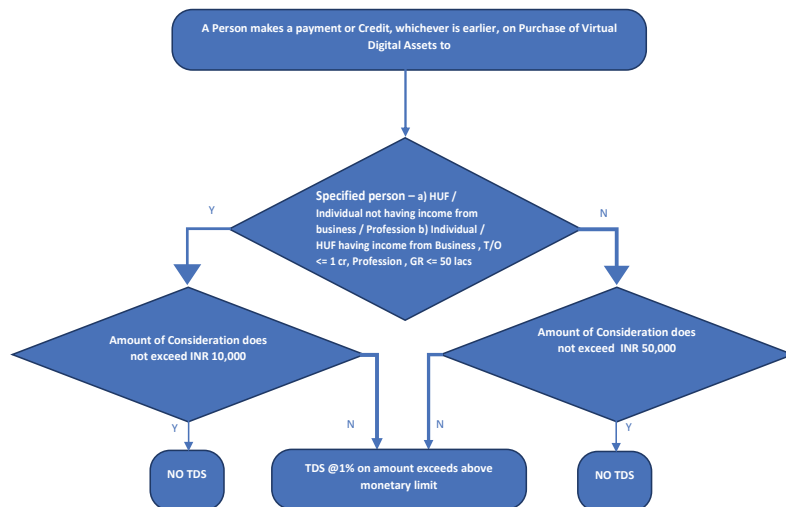 A Person makes a payment or Credit, whichever is earlier, on Purchase of Virtual
Digital Assets to
Specified person – a) HUF /
Individual not having income from
business / Profession b) Individual /
HUF having income from Business , T/O
<= 1 cr, Profession , GR <= 50 lacs
Y
N
Amount of Consideration does
not exceed INR 10,000
Amount of Consideration does
not exceed INR 50,000
N
N
Y
Y
NO TDS
TDS @1% on amount exceeds above
monetary limit
NO TDS